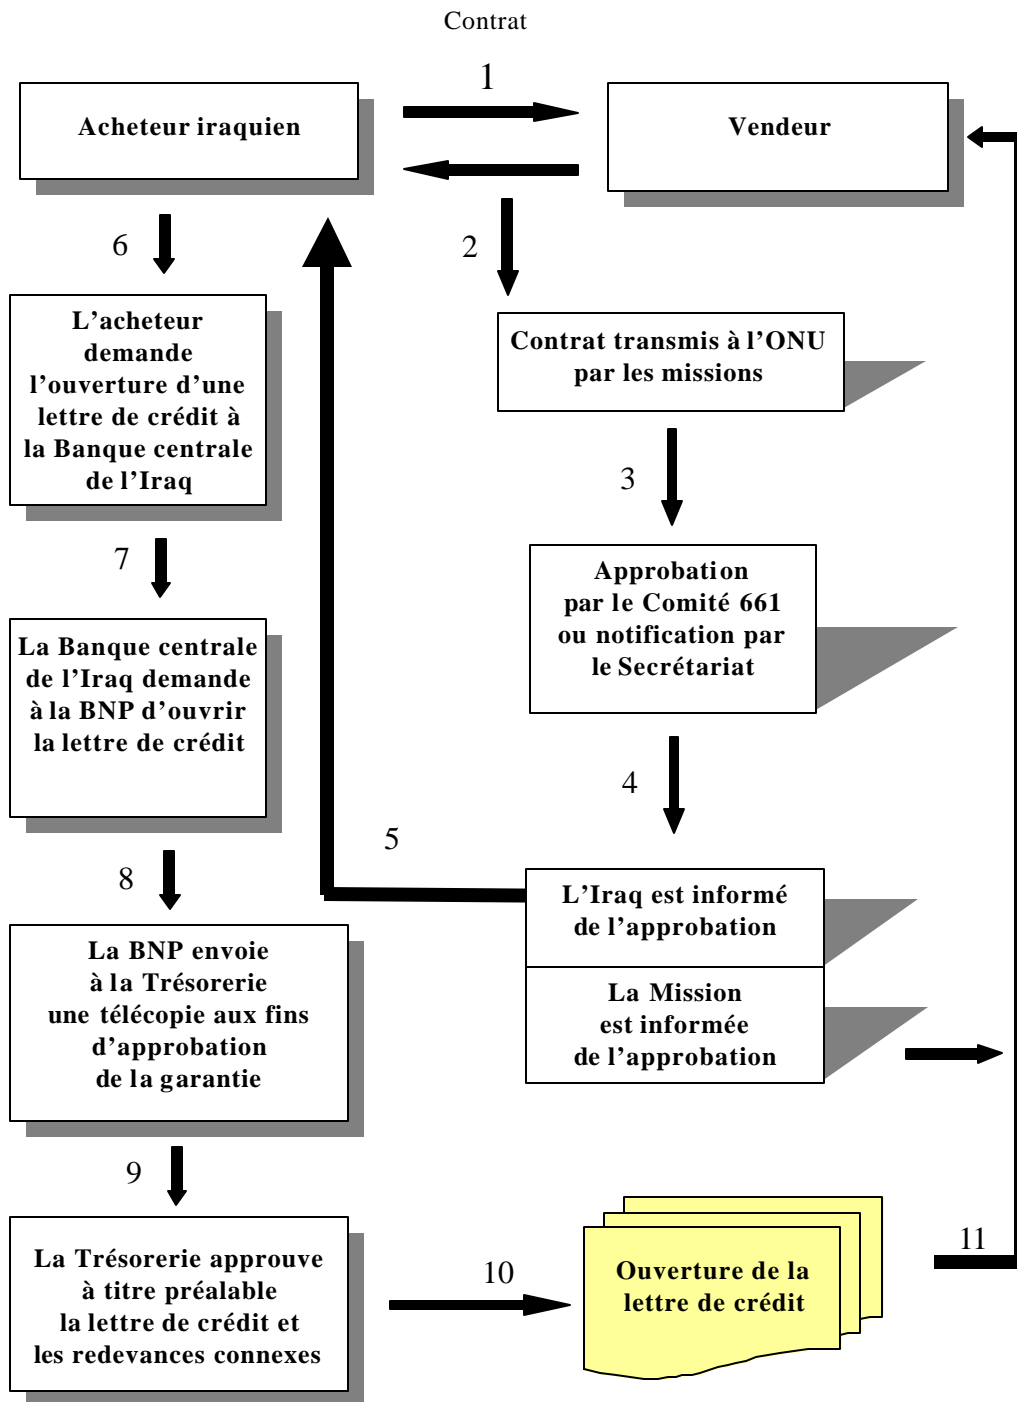 Contrat
1
Acheteur iraquien
Vendeur
2
6
L'acheteur
demande
l'ouverture d'une
lettre de crédit à
la Banque centrale
de l'Iraq
Contrat transmis à l'ONU
par les missions
3
7
Approbation
par le Comité 661
ou notification par
le Secrétariat
La Banque centrale
de l'Iraq demande
à la BNP d'ouvrir
la lettre de crédit
4
5
8
L'Iraq est informé
de l'approbation
La Mission
est informée
de l'approbation
La BNP envoie
à la Trésorerie
une télécopie aux fins
d'approbation
de la garantie
9
La Trésorerie approuve
à titre préalable
la lettre de crédit et
les redevances connexes
10
Ouverture de la
lettre de crédit
11